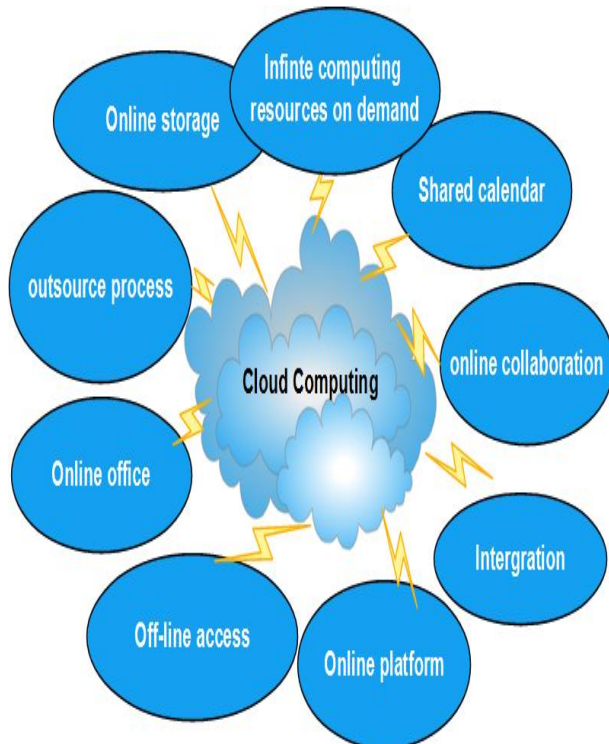 Infinte computing
resources on demand
Online storage
Shared calendar
outsource process
online collaboration
Cloud Computing
Online office
Intergration
Off-line access
Online platform